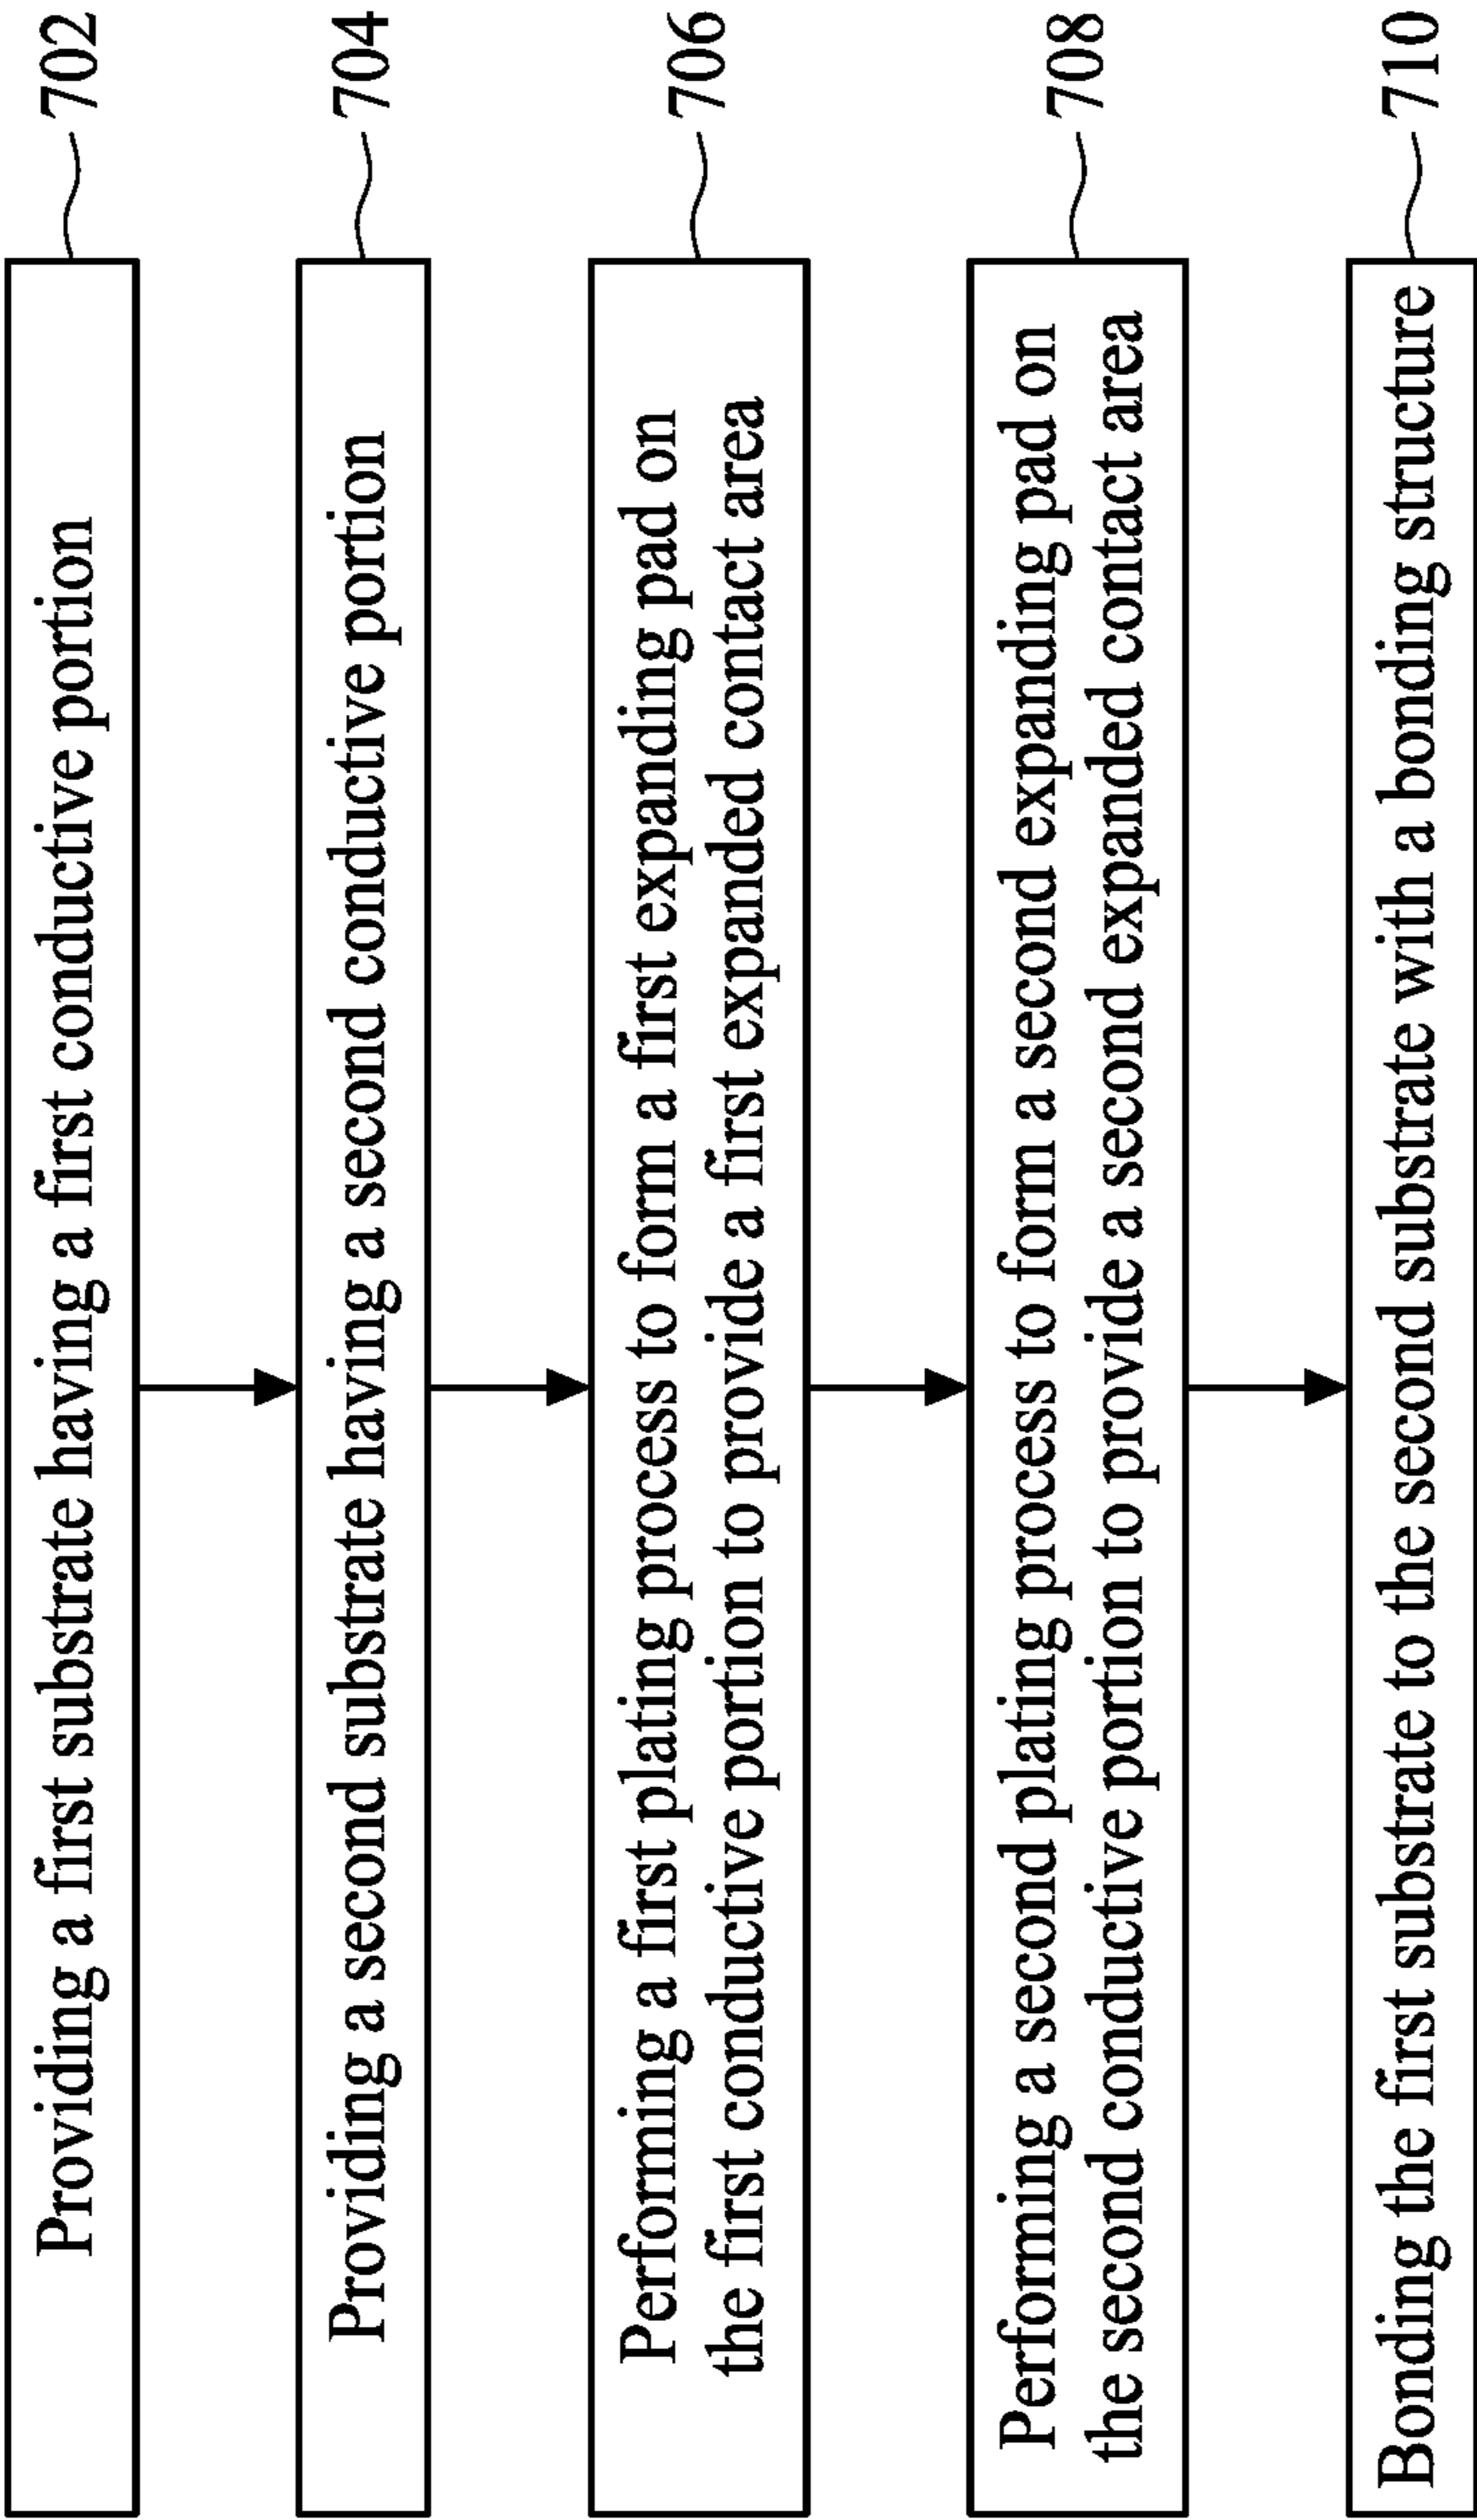 Providing a first substrate having a first conductive portion
702
Providing a second substrate having a second conductive portion
704
Performing a first plating process to form a first expanding pad on
the first conductive portion to provide a first expanded contact area
706
Performing a second plating process to form a second expanding pad on
the second conductive portion to provide a second expanded contact area
708
Bonding the first substrate to the second substrate with a bonding structure
710